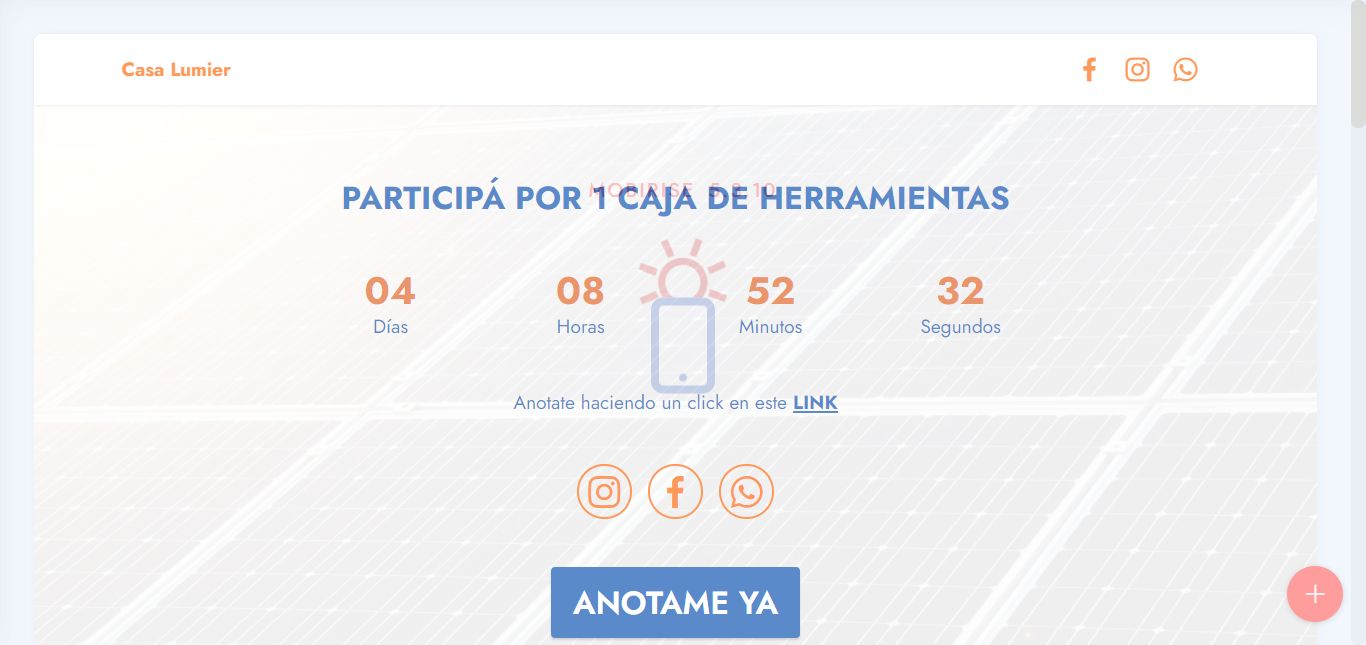 Casa Lumier
MOBIRISE 5.8.10
PARTICIPÁ POR 1 CAJA DE HERRAMIENTAS
04 08 52 32
Días Horas Minutos Segundos
Anotate haciendo un click en este LINK
ANOTAME YA